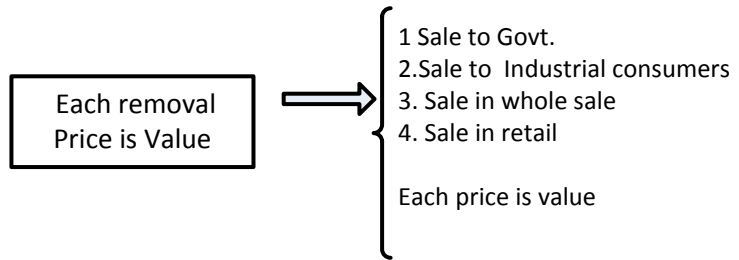 Each removal
Price is Value
1 Sale to Govt.
2.Sale to Industrial consumers
3. Sale in whole sale
4. Sale in retail
Each price is value